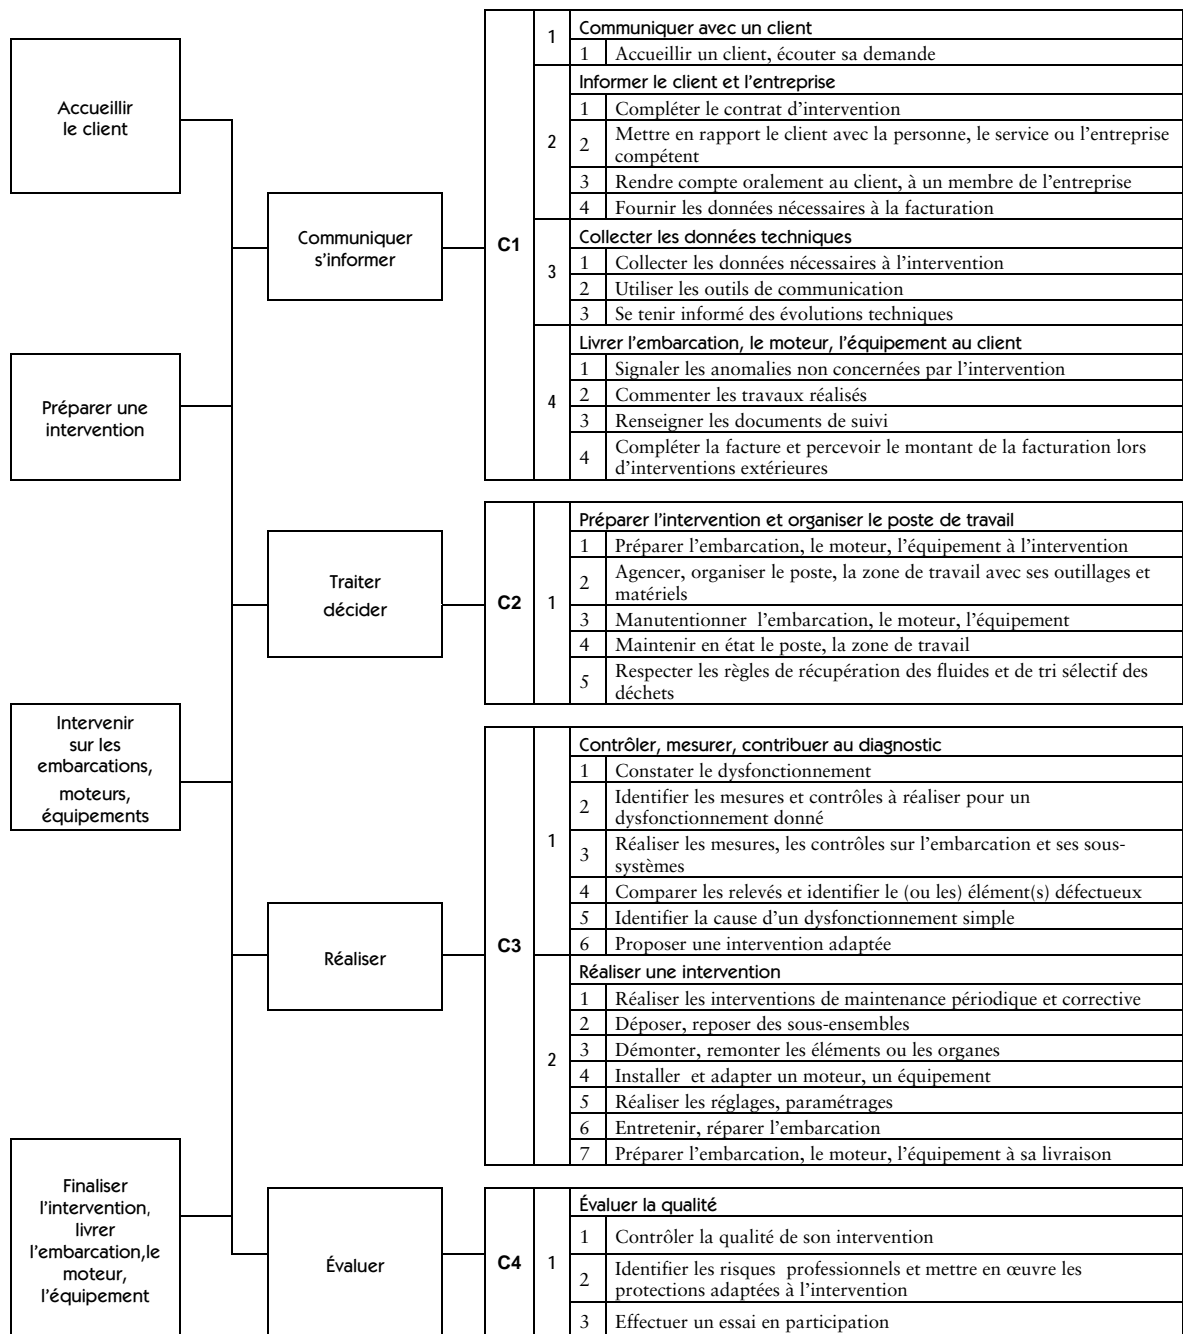 Accueillir
le client
Préparer une
intervention
Intervenir
sur les
embarcations,
moteurs,
équipements
Finaliser
l'intervention,
livrer
l'embarcation,le
moteur,
l'équipement
Communiquer
s'informer
Traiter
décider
Réaliser
Évaluer
C1
1
Communiquer avec un client
1 Accueillir un client, écouter sa demande
2
Informer le client et l'entreprise
1 Compléter le contrat d'intervention
2 Mettre en rapport le client avec la personne, le service ou l'entreprise
compétent
3 Rendre compte oralement au client, à un membre de l'entreprise
4 Fournir les données nécessaires à la facturation
3
Collecter les données techniques
1 Collecter les données nécessaires à l'intervention
2 Utiliser les outils de communication
3 Se tenir informé des évolutions techniques
4
Livrer l'embarcation, le moteur, l'équipement au client
1 Signaler les anomalies non concernées par l'intervention
2 Commenter les travaux réalisés
3 Renseigner les documents de suivi
4 Compléter la facture et percevoir le montant de la facturation lors
d'interventions extérieures
C2
1
Préparer l'intervention et organiser le poste de travail
1 Préparer l'embarcation, le moteur, l'équipement à l'intervention
2 Agencer, organiser le poste, la zone de travail avec ses outillages et
matériels
3 Manutentionner l'embarcation, le moteur, l'équipement
4 Maintenir en état le poste, la zone de travail
5 Respecter les règles de récupération des fluides et de tri sélectif des
déchets
C3
1
Contrôler, mesurer, contribuer au diagnostic
1 Constater le dysfonctionnement
2 Identifier les mesures et contrôles à réaliser pour un
dysfonctionnement donné
3 Réaliser les mesures, les contrôles sur l'embarcation et ses sous-
systèmes
4 Comparer les relevés et identifier le (ou les) élément(s) défectueux
5 Identifier la cause d'un dysfonctionnement simple
6 Proposer une intervention adaptée
2
Réaliser une intervention
1 Réaliser les interventions de maintenance périodique et corrective
2 Déposer, reposer des sous-ensembles
3 Démonter, remonter les éléments ou les organes
4 Installer et adapter un moteur, un équipement
5 Réaliser les réglages, paramétrages
6 Entretenir, réparer l'embarcation
7 Préparer l'embarcation, le moteur, l'équipement à sa livraison
C4
1
Évaluer la qualité
1 Contrôler la qualité de son intervention
2 Identifier les risques professionnels et mettre en œuvre les
protections adaptées à l'intervention
3 Effectuer un essai en participation